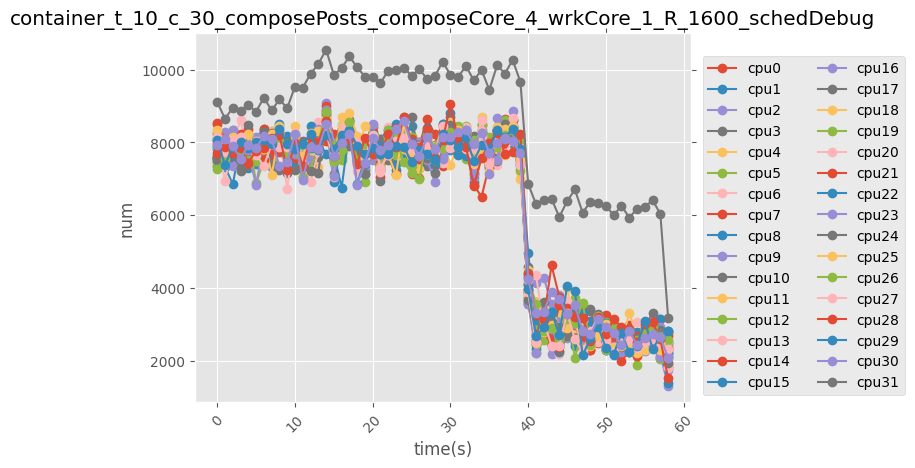 container_t_10_c_30_composePosts_composeCore_4_wrkCore_1_R_1600_schedDebug
10000
8000
6000
4000
2000
num
0
10
20
30
40
50
60
time(s)
cpu0
cpu1
cpu2
cpu3
cpu4
cpu5
cpu6
cpu7
cpu8
cpu9
cpu10
cpu11
cpu12
cpu13
cpu14
cpu15
cpu16
cpu17
cpu18
cpu19
cpu20
cpu21
cpu22
cpu23
cpu24
cpu25
cpu26
cpu27
cpu28
cpu29
cpu30
cpu31